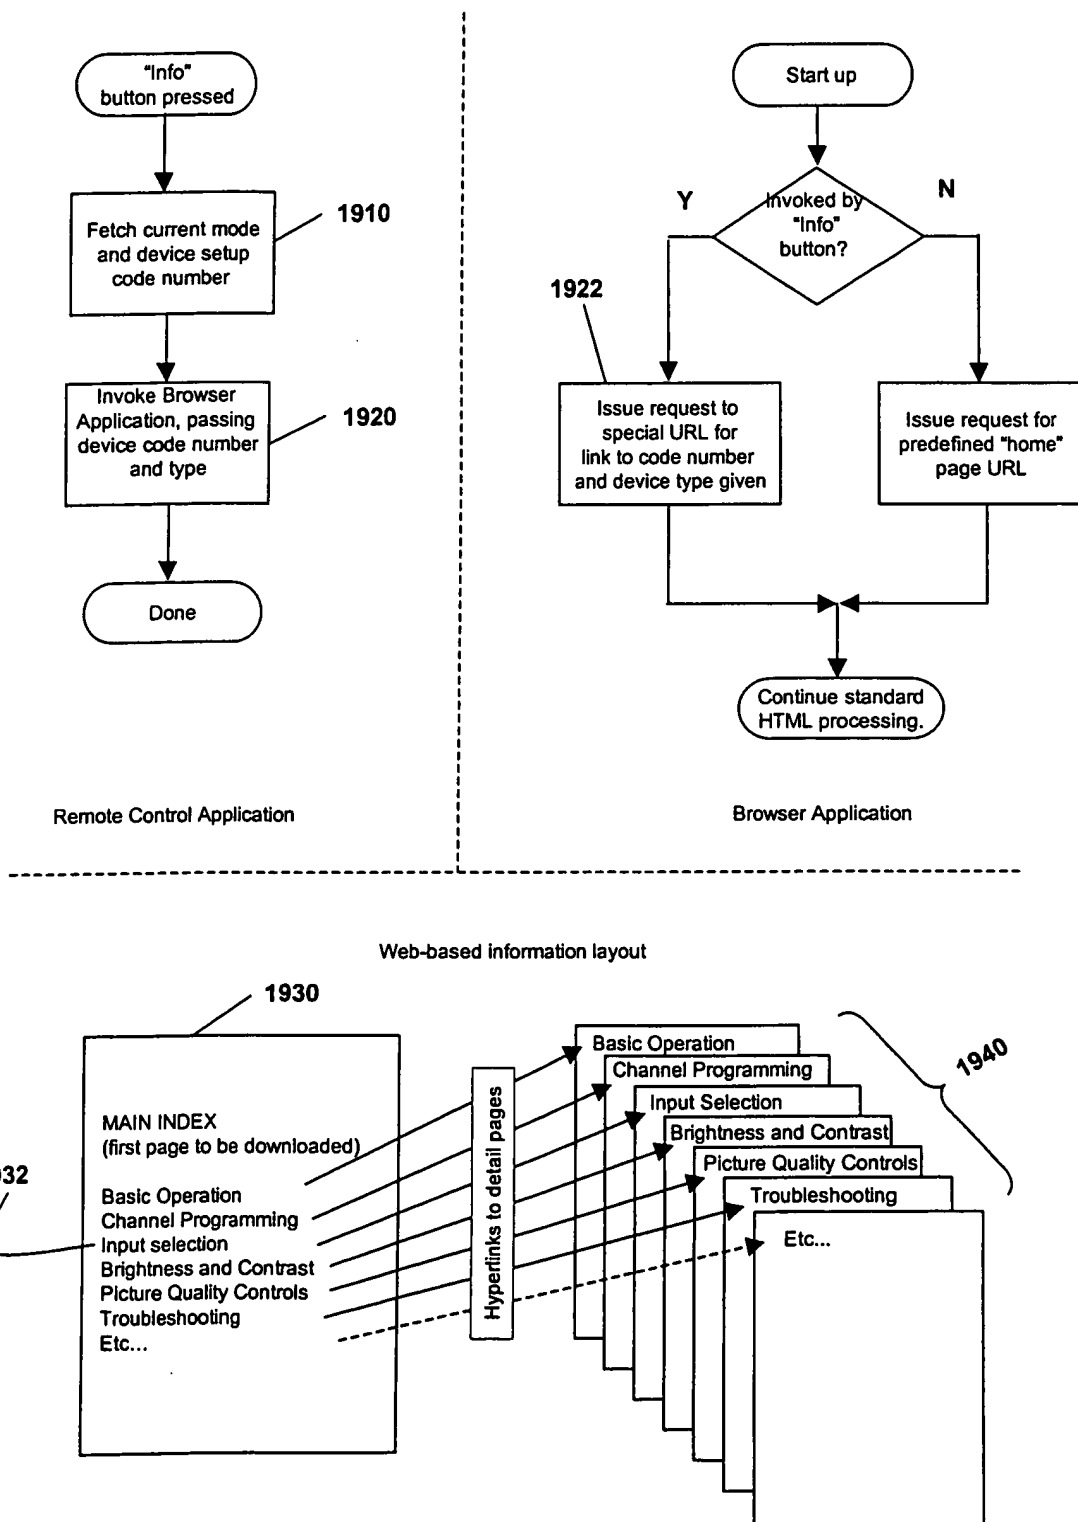 "Info"
button pressed
Fetch current mode
and device setup
code number
1910
Invoke Browser
Application, passing
device code number
and type
1920
Done
Remote Control Application
Start up
Invoked by
"Info"
button?
Y
N
1922
Issue request to
special URL for
link to code number
and device type given
Issue request for
predefined "home"
page URL
Continue standard
HTML processing.
Browser Application
Web-based information layout
1930
MAIN INDEX
(first page to be downloaded)
Basic Operation
Channel Programming
Input selection
Brightness and Contrast
Picture Quality Controls
Troubleshooting
Etc...
32
Hyperlinks to detail pages
Basic Operation
Channel Programming
Input Selection
Brightness and Contrast
Picture Quality Controls
Troubleshooting
Etc...
1940